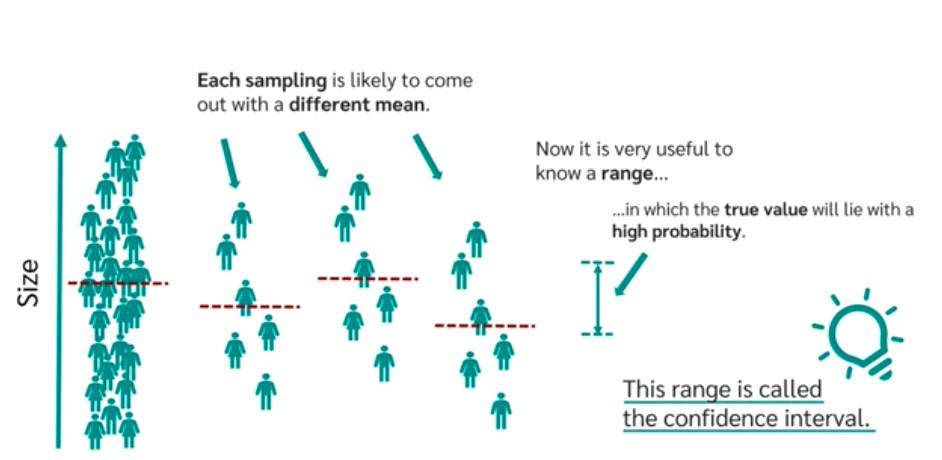 Each sampling is likely to come
out with a different mean.
Now it is very useful to
know a range...
...in which the true value will lie with a
high probability.
Size
This range is called
the confidence interval.